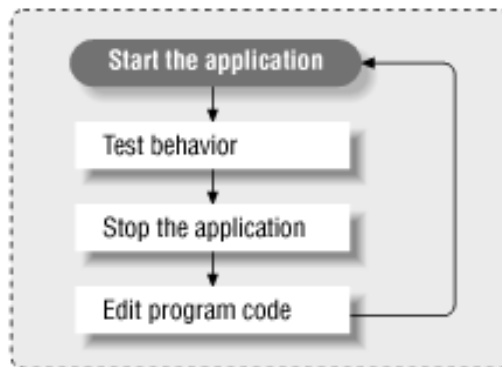 Start the application
Test behavior
Stop the application
Edit program code